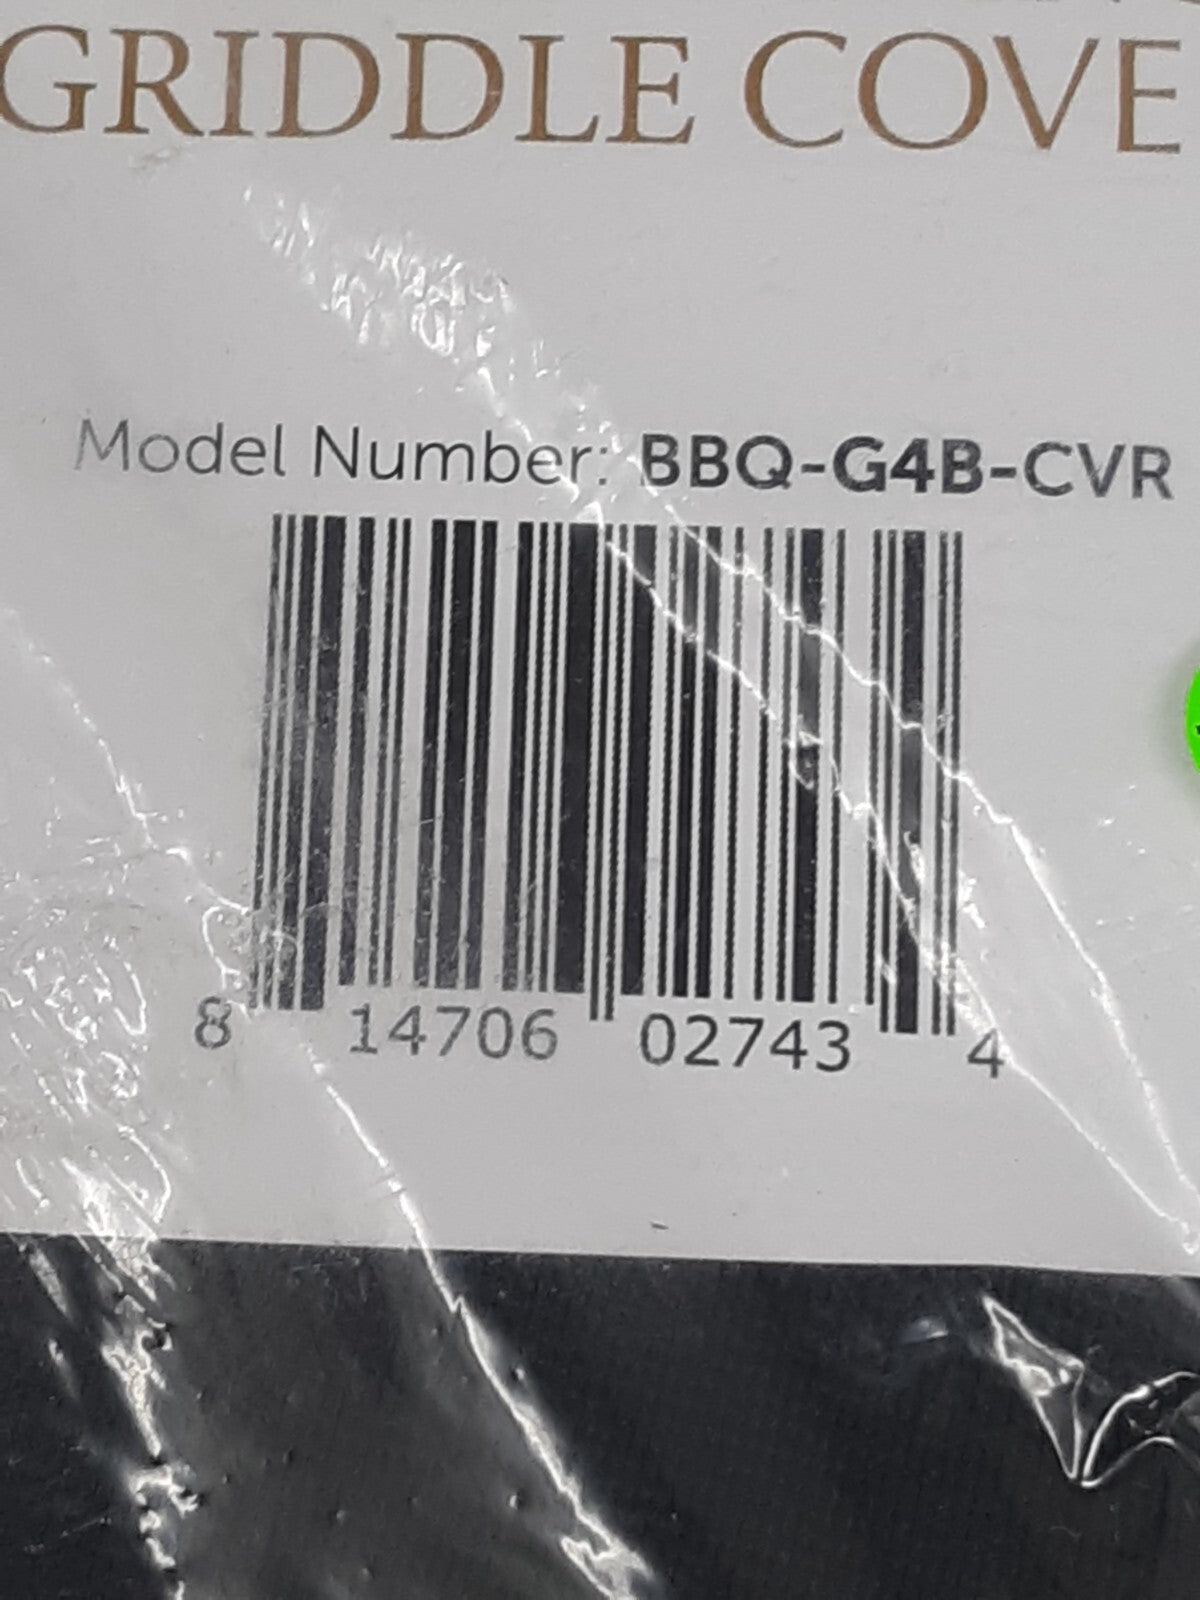 GRIDDLE COVE
Model Number: BBQ-G4B-CVR
8 14706 02743 4